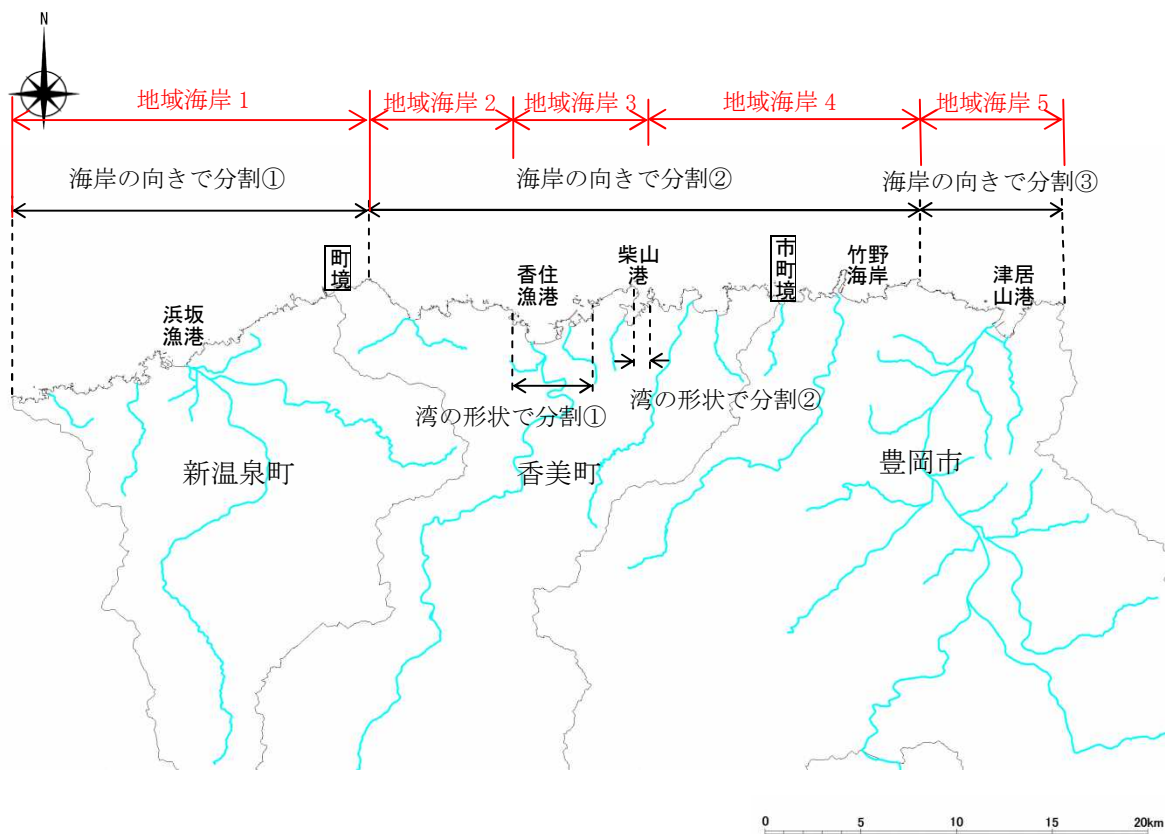 N
地域海岸1
地域海岸2
地域海岸3
地域海岸4
地域海岸5
海岸の向きで分割①
海岸の向きで分割②
海岸の向きで分割③
町境
香住
漁港
柴山
港
市町境
竹野
海岸
津居
山港
浜坂
漁港
湾の形状で分割①
湾の形状で分割②
新温泉町
香美町
豊岡市
0 5 10 15 20km